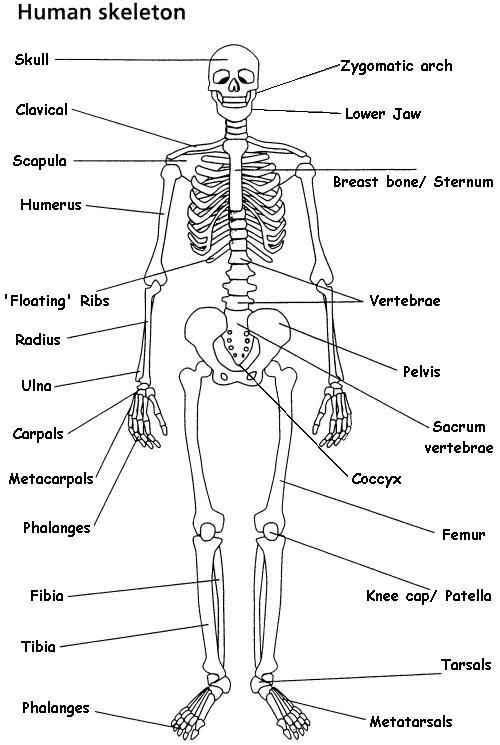 Human skeleton
Skull
Zygomatic arch
Clavical
Lower Jaw
Scapula
Breast bone/ Sternum
Humerus
'Floating' Ribs
Vertebrae
Radius
Pelvis
Ulna
Carpals
Sacrum
vertebrae
Metacarpals
Coccyx
Phalanges
Femur
Fibia
Knee cap/ Patella
Tibia
Tarsals
Phalanges
Metatarsals